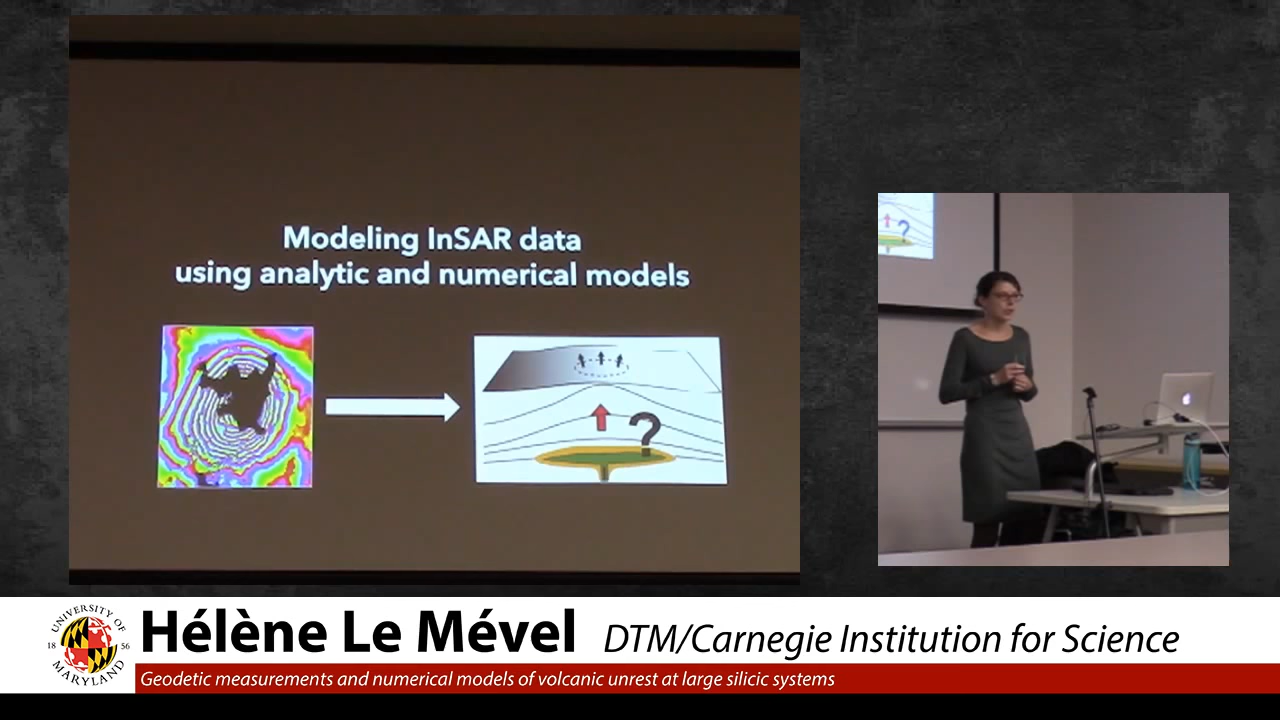 Modeling InSAR data
using analytic and numerical models
?
?
UNIVERSITY OF
18 56
MARYLAND
Hélène Le Mével DTM/Carnegie Institution for Science
Geodetic measurements and numerical models of volcanic unrest at large silicic systems